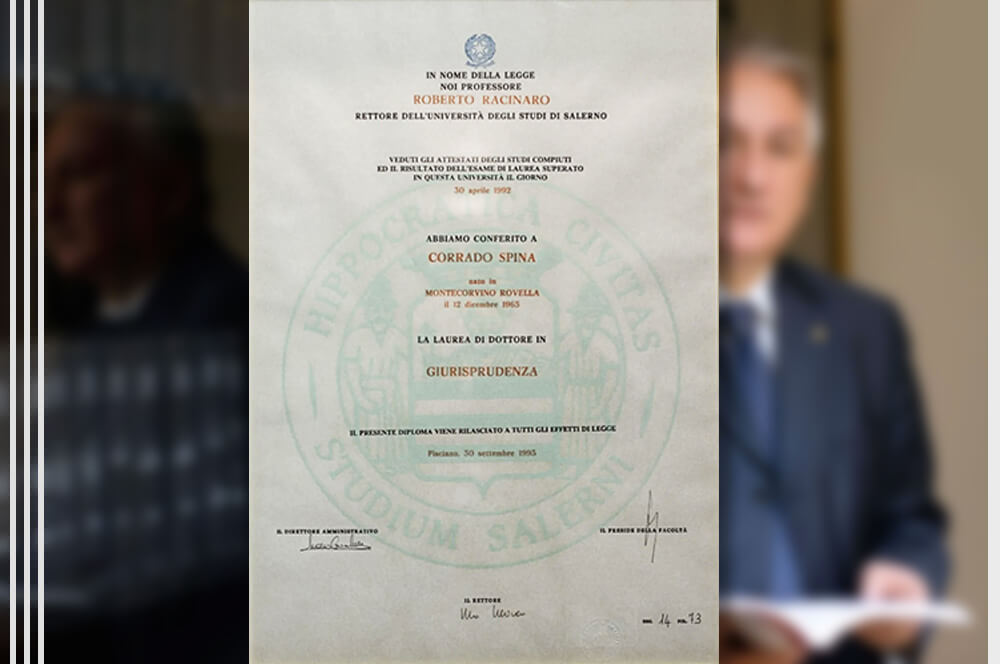 IN NOME DELLA LEGGE
NOI PROFESSORE
ROBERTO RACINARO
RETTORE DELL'UNIVERSITÀ DEGLI STUDI DI SALERNO
VEDUTI GLI ATTESTATI DEGLI STUDI COMPIUTI
ED IL RISULTATO DELL'ESAME DI LAUREA SUPERATO
IN QUESTA UNIVERSITÀ IL GIORNO
30 aprile 1992
HIPPOCRATICA CIVITAS
ABBIAMO CONFERITO A
CORRADO SPINA
nato in
MONTECORVINO ROVELLA
il 12 dicembre 1963
LA LAUREA DI DOTTORE IN
GIURISPRUDENZA
IL PRESENTE DIPLOMA VIENE RILASCIATO A TUTTI GLI EFFETTI DI LEGGE
Fisciano, 30 settembre 1993
STUDIUM SALERNI
IL DIRETTORE AMMINISTRATIVO
IL PRESIDE DELLA FACOLTÀ
IL RETTORE
14 73